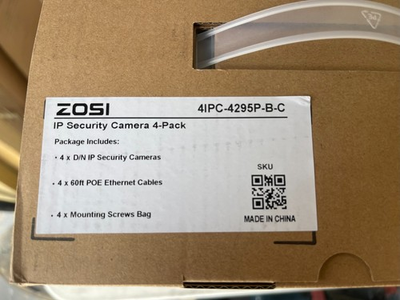 ZOSI 4IPC-4295P-B-C
IP Security Camera 4-Pack
Package Includes:
· 4 x D/N IP Security Cameras
· 4 x 60ft POE Ethernet Cables
· 4 x Mounting Screws Bag
SKU
MADE IN CHINA